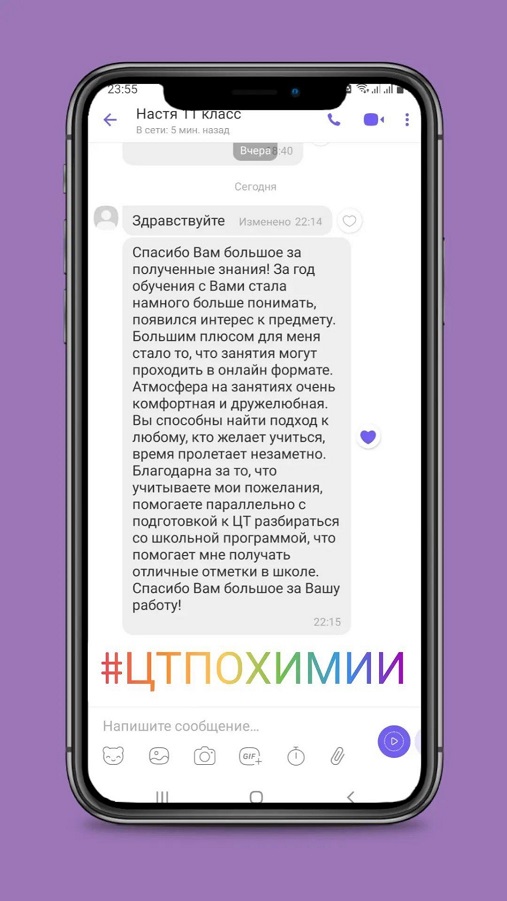 23:55
Настя 11 класс
В сети: 5 мин. назад
Вчера 8:40
Сегодня
Здравствуйте Изменено 22:14
Спасибо Вам большое за
полученные знания! За год
обучения с Вами стала
намного больше понимать,
появился интерес к предмету.
Большим плюсом для меня
стало то, что занятия могут
проходить в онлайн формате.
Атмосфера на занятиях очень
комфортная и дружелюбная.
Вы способны найти подход к
любому, кто желает учиться,
время пролетает незаметно.
Благодарна за то, что
учитываете мои пожелания,
помогаете параллельно с
подготовкой к ЦТ разбираться
со школьной программой, что
помогает мне получать
отличные отметки в школе.
Спасибо Вам большое за Вашу
работу!
22:15
#ЦТПОХИМИИ
Напишите сообщение...
GIF